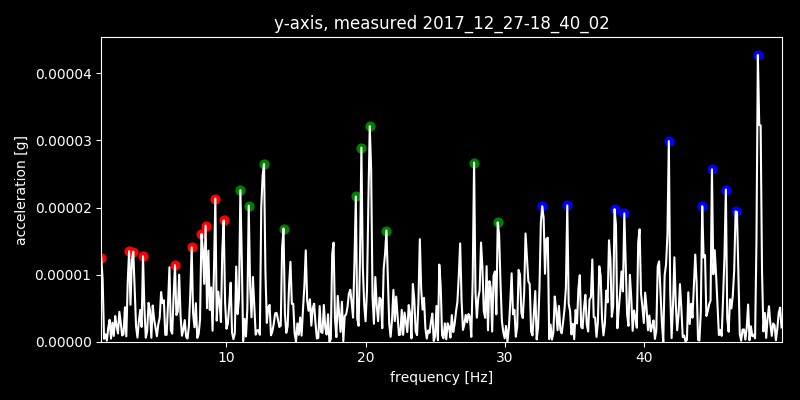 y-axis, measured 2017_12_27-18_40_02
acceleration [g]
0.00004
0.00003
0.00002
0.00001
0.00000
10 20 30 40
frequency [Hz]